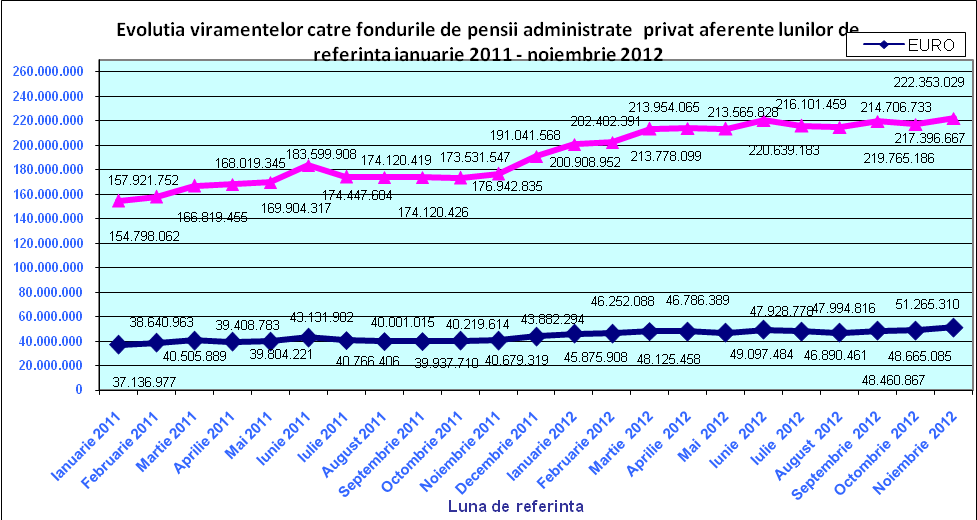 Evolutia viramentelor catre fondurile de pensii administrate privat aferente lunilor de
referinta ianuarie 2011 - noiembrie 2012
EURO
260.000.000
240.000.000
220.000.000
200.000.000
180.000.000
160.000.000
140.000.000
120.000.000
100.000.000
80.000.000
60.000.000
40.000.000
20.000.000
0
154.798.062
157.921.752
166.819.455
168.019.345
169.904.317
183.599.908
174.447.604
174.120.419
174.120.426
173.531.547
176.942.835
191.041.568
200.908.952
202.402.391
213.778.099
213.954.065
213.565.828
220.639.183
216.101.459
214.706.733
219.765.186
217.396.667
222.353.029
37.136.977
38.640.963
40.505.889
39.408.783
39.804.221
43.131.902
40.766.406
40.001.015
39.937.710
40.219.614
40.679.319
43.882.294
45.875.908
46.252.088
48.125.458
46.786.389
49.097.484
47.928.778
46.890.461
47.994.816
48.460.867
48.665.085
51.265.310
Ianuarie 2011
Februarie 2011
Martie 2011
Aprilie 2011
Mai 2011
Iunie 2011
Iulie 2011
August 2011
Septembrie 2011
Octombrie 2011
Noiembrie 2011
Decembrie 2011
Ianuarie 2012
Februarie 2012
Martie 2012
Aprilie 2012
Mai 2012
Iunie 2012
Iulie 2012
August 2012
Septembrie 2012
Octombrie 2012
Noiembrie 2012
Luna de referinta